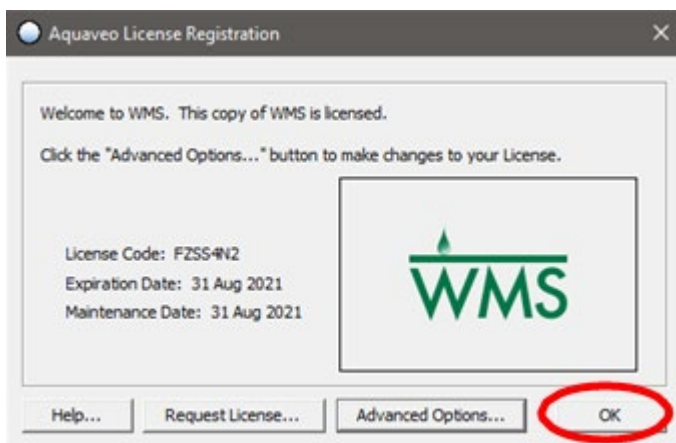 Aquaveo License Registration
Welcome to WMS. This copy of WMS is licensed.
Click the "Advanced Options..." button to make changes to your License.
License Code: FZSS4N2
Expiration Date: 31 Aug 2021
Maintenance Date: 31 Aug 2021
WMS
Help...
Request License...
Advanced Options...
OK